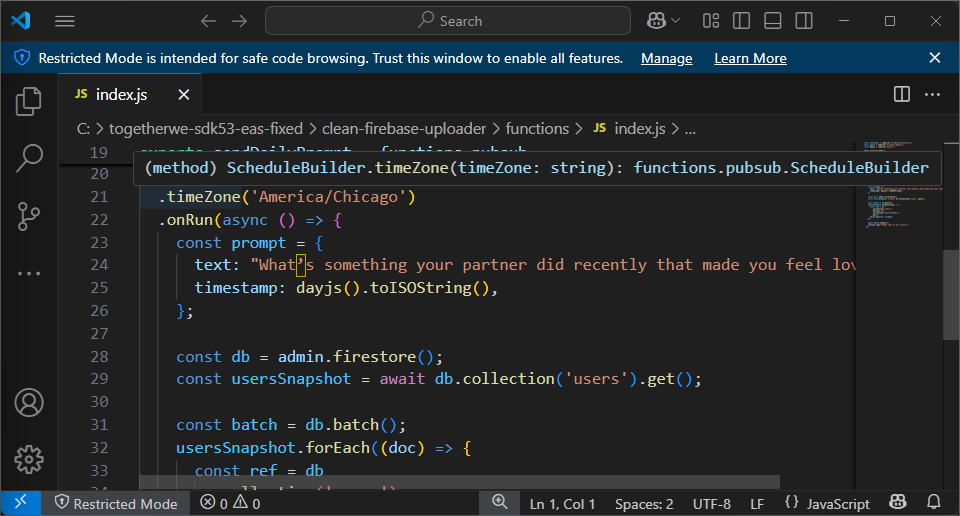 Search
Restricted Mode is intended for safe code browsing. Trust this window to enable all features. Manage Learn More
JS index.js
C: > togetherwe-sdk53-eas-fixed > clean-firebase-uploader > functions > JS index.js > ...
19
20 (method) ScheduleBuilder.timeZone(timeZone: string): functions.pubsub.ScheduleBuilder
21 .timeZone('America/Chicago')
22 .onRun(async () => {
23 const prompt = {
24 text: "What’s something your partner did recently that made you feel lov
25 timestamp: dayjs().toISOString(),
26 };
27
28 const db = admin.firestore();
29 const usersSnapshot = await db.collection('users').get();
30
31 const batch = db.batch();
32 usersSnapshot.forEach((doc) => {
33 const ref = db
Restricted Mode 0 0 Ln 1, Col 1 Spaces: 2 UTF-8 LF {} JavaScript